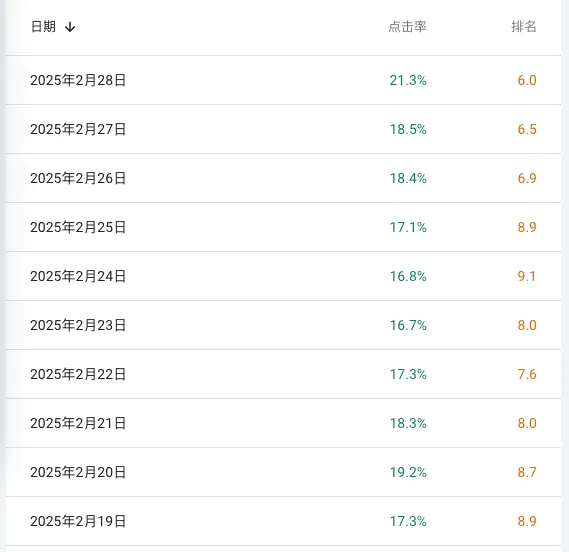 日期 ↓ 点击率 排名
2025年2月28日 21.3% 6.0
2025年2月27日 18.5% 6.5
2025年2月26日 18.4% 6.9
2025年2月25日 17.1% 8.9
2025年2月24日 16.8% 9.1
2025年2月23日 16.7% 8.0
2025年2月22日 17.3% 7.6
2025年2月21日 18.3% 8.0
2025年2月20日 19.2% 8.7
2025年2月19日 17.3% 8.9